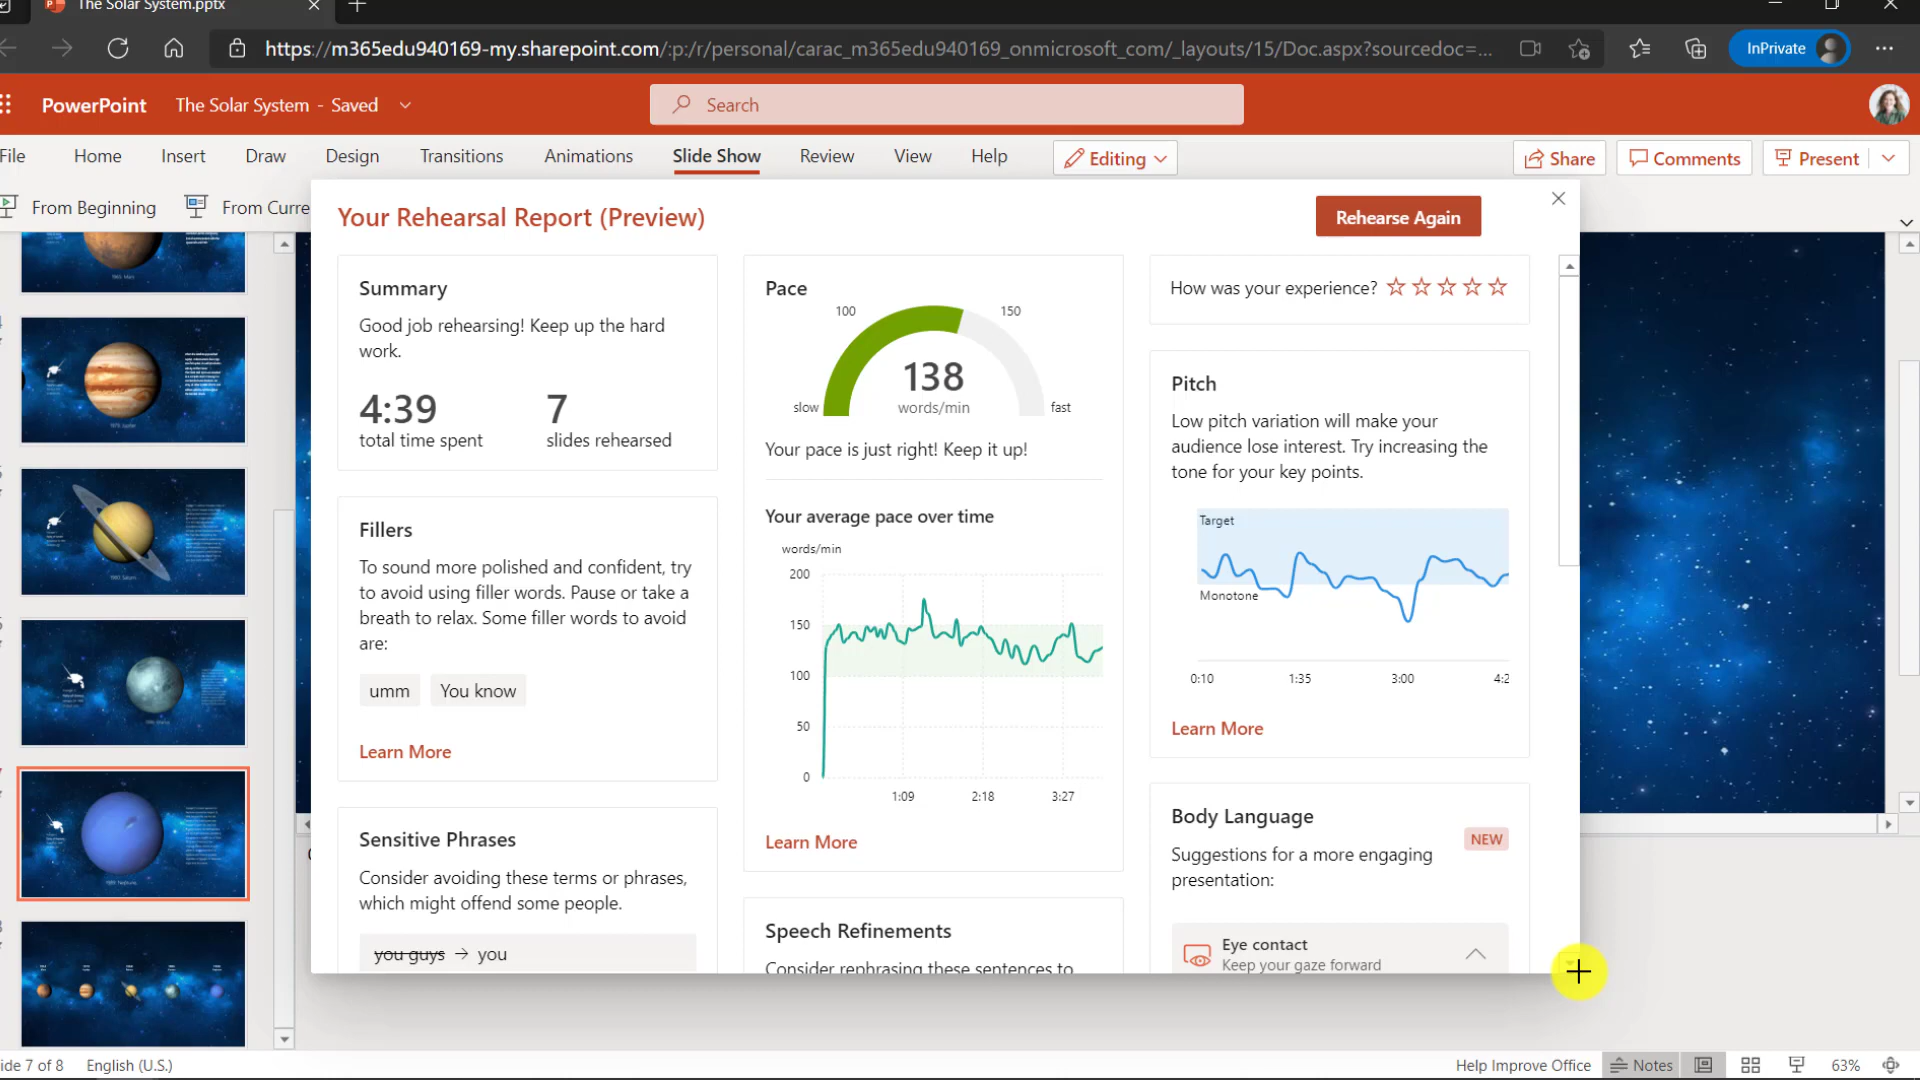 The Solar System.pptx
https://m365edu940169-my.sharepoint.com/:p:/r/personal/carac_m365edu940169_onmicrosoft_com/_layouts/15/Doc.aspx?sourcedoc=...
InPrivate
PowerPoint
The Solar System - Saved
Search
File Home Insert Draw Design Transitions Animations Slide Show Review View Help
Editing
Share
Comments
Present
From Beginning
From Curre
Your Rehearsal Report (Preview)
Rehearse Again
Summary
Good job rehearsing! Keep up the hard
work.
4:39
total time spent
7
slides rehearsed
Fillers
To sound more polished and confident, try
to avoid using filler words. Pause or take a
breath to relax. Some filler words to avoid
are:
umm
You know
Learn More
Sensitive Phrases
Consider avoiding these terms or phrases,
which might offend some people.
you guys → you
Pace
100
150
138
slow
words/min
fast
Your pace is just right! Keep it up!
Your average pace over time
words/min
200
150
100
50
0
1:09 2:18 3:27
Learn More
Speech Refinements
Consider rephrasing these sentences to
How was your experience?
Pitch
Low pitch variation will make your
audience lose interest. Try increasing the
tone for your key points.
Target
Monotone
0:10 1:35 3:00 4:2
Learn More
Body Language
NEW
Suggestions for a more engaging
presentation:
Eye contact
Keep your gaze forward
ide 7 of 8
English (U.S.)
Help Improve Office
Notes
63%